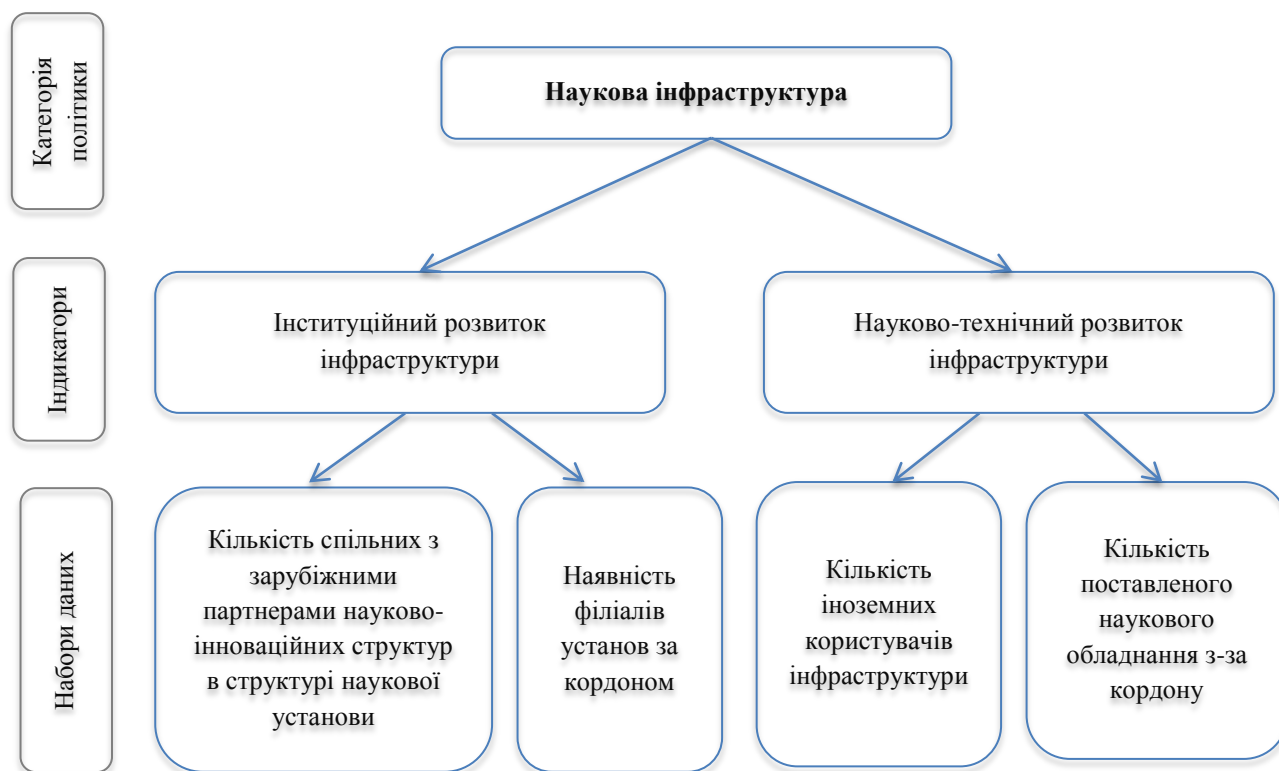 Категорія
політики
Наукова інфраструктура
Індикатори
Інституційний розвиток
інфраструктури
Науково-технічний розвиток
інфраструктури
Набори даних
Кількість спільних з
зарубіжними
партнерами науково-
інноваційних структур
в структурі наукової
установи
Наявність
філіалів
установ за
кордоном
Кількість
іноземних
користувачів
інфраструктури
Кількість
поставленого
наукового
обладнання з-за
кордону